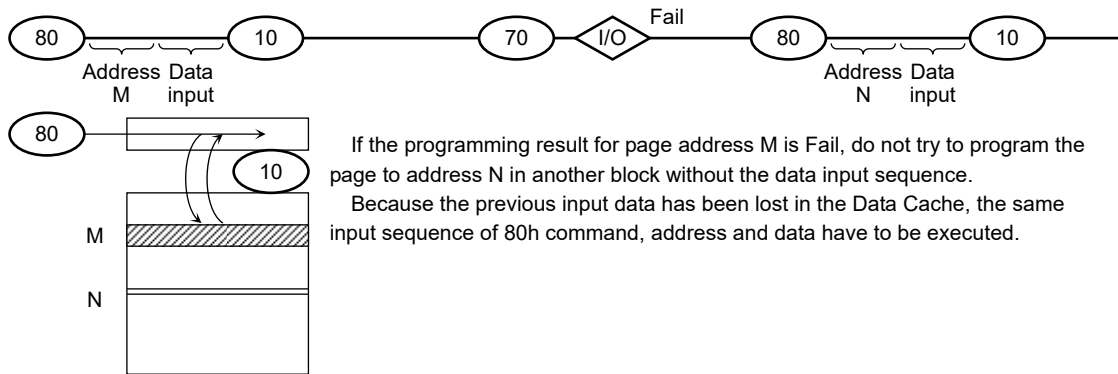 Fail
80 10 70 I/O 80 10
Address Data Address Data
M input N input
80
10
M
N
If the programming result for page address M is Fail, do not try to program the
page to address N in another block without the data input sequence.
Because the previous input data has been lost in the Data Cache, the same
input sequence of 80h command, address and data have to be executed.